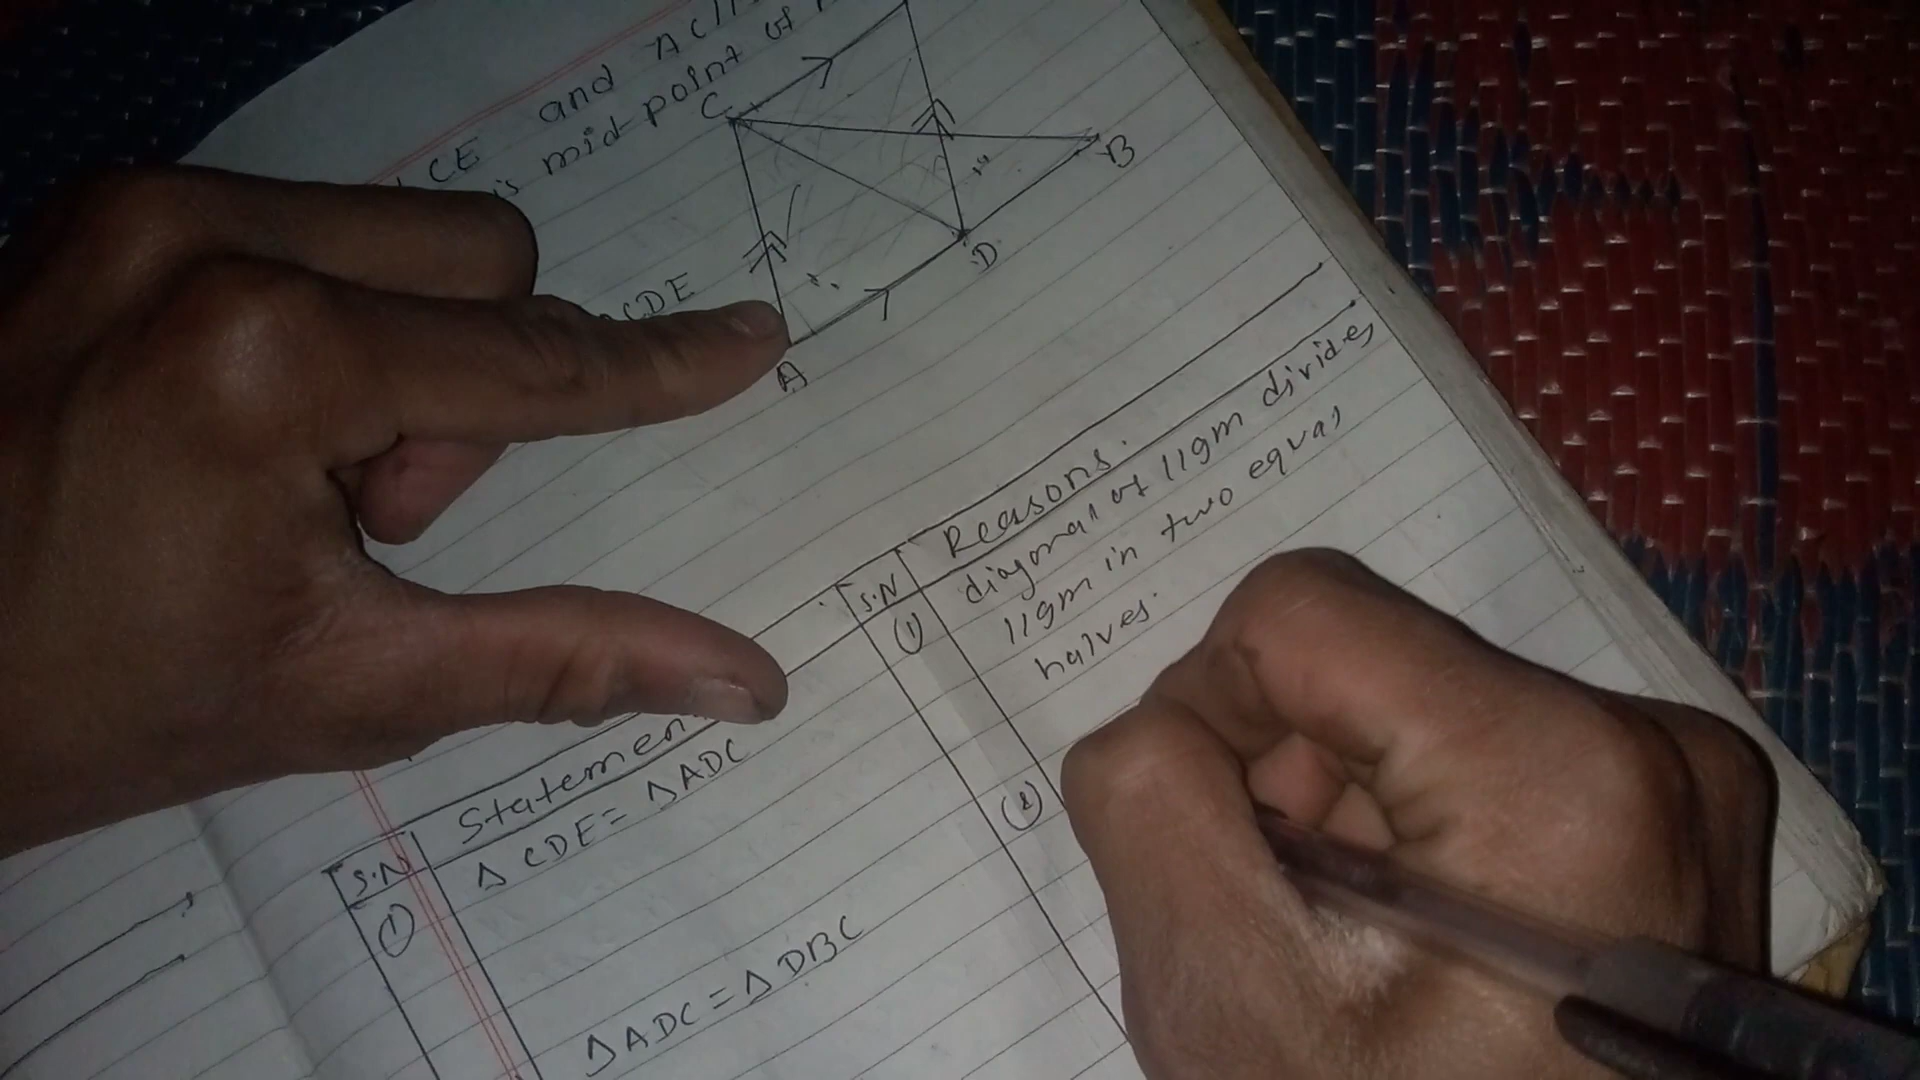 CE and AC//
is mid-point of
C
B
D
A
CDE
S.N Reasons.
(1) diagonal of llgm divides
llgm in two equal
halves.
(2)
S.N Statemen
(1) Δ CDE = Δ ADC
Δ ADC = Δ DBC